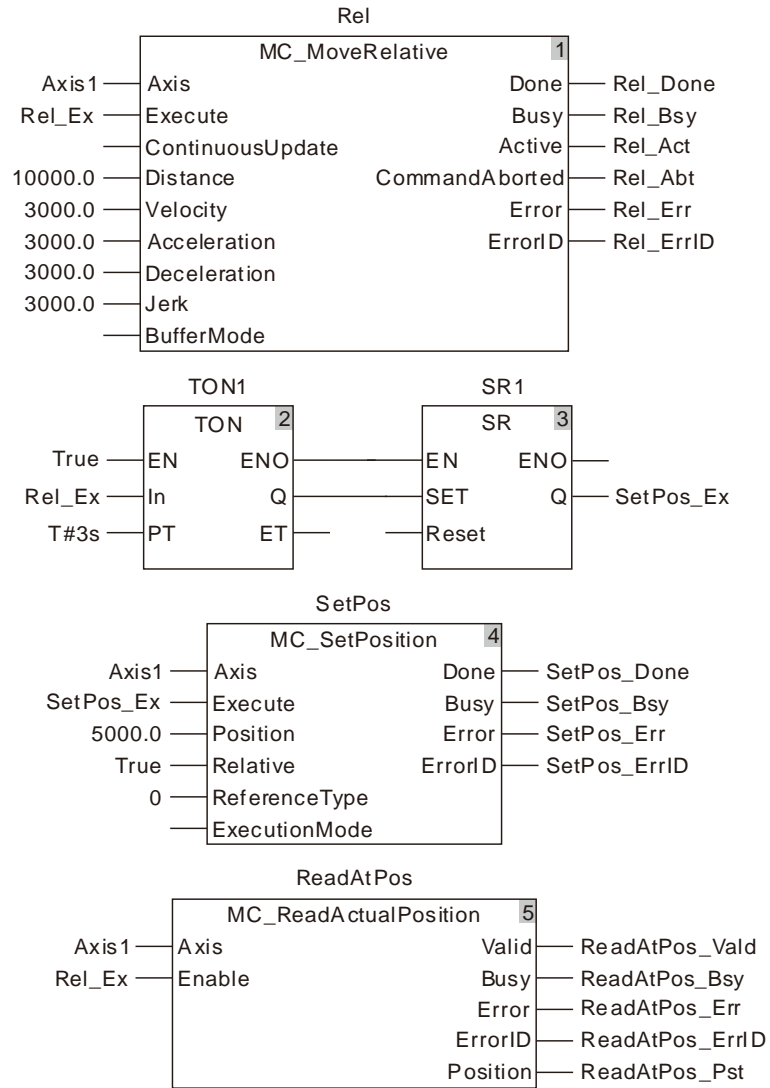 Rel
MC_MoveRelative 1
Axis1 Axis Done Rel_Done
Rel_Ex Execute Busy Rel_Bsy
ContinuousUpdate Active Rel_Act
10000.0 Distance CommandAborted Rel_Abt
3000.0 Velocity Error Rel_Err
3000.0 Acceleration ErrorID Rel_ErrID
3000.0 Deceleration
3000.0 Jerk
BufferMode
TON1 SR1
TON 2 SR 3
True EN ENO EN ENO
Rel_Ex In Q SET Q SetPos_Ex
T#3s PT ET Reset
SetPos
MC_SetPosition 4
Axis1 Axis Done SetPos_Done
SetPos_Ex Execute Busy SetPos_Bsy
5000.0 Position Error SetPos_Err
True Relative ErrorID SetPos_ErrID
0 ReferenceType
ExecutionMode
ReadAtPos
MC_ReadActualPosition 5
Axis1 Axis Valid ReadAtPos_Vald
Rel_Ex Enable Busy ReadAtPos_Bsy
Error ReadAtPos_Err
ErrorID ReadAtPos_ErrID
Position ReadAtPos_Pst